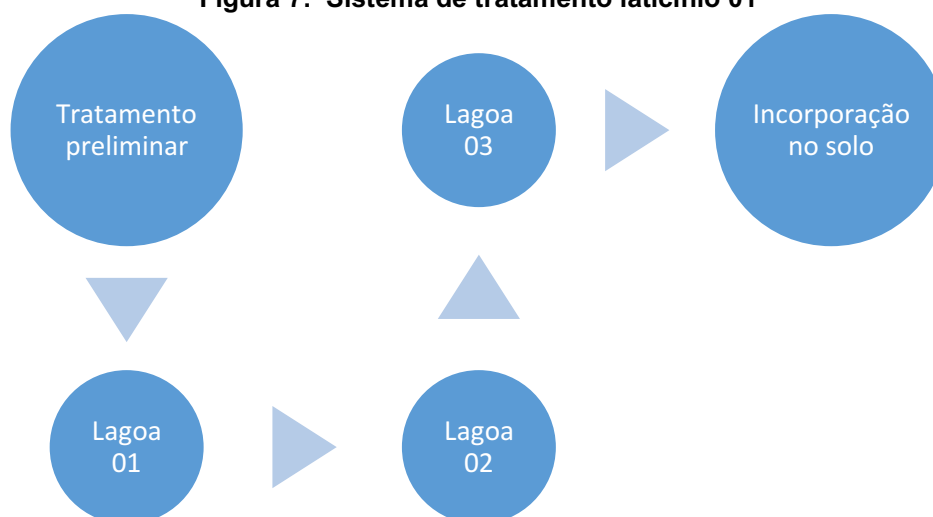 Figura 7: Sistema de tratamento laticínio 01
Tratamento
preliminar
Lagoa
03
Incorporação
no solo
Lagoa
01
Lagoa
02